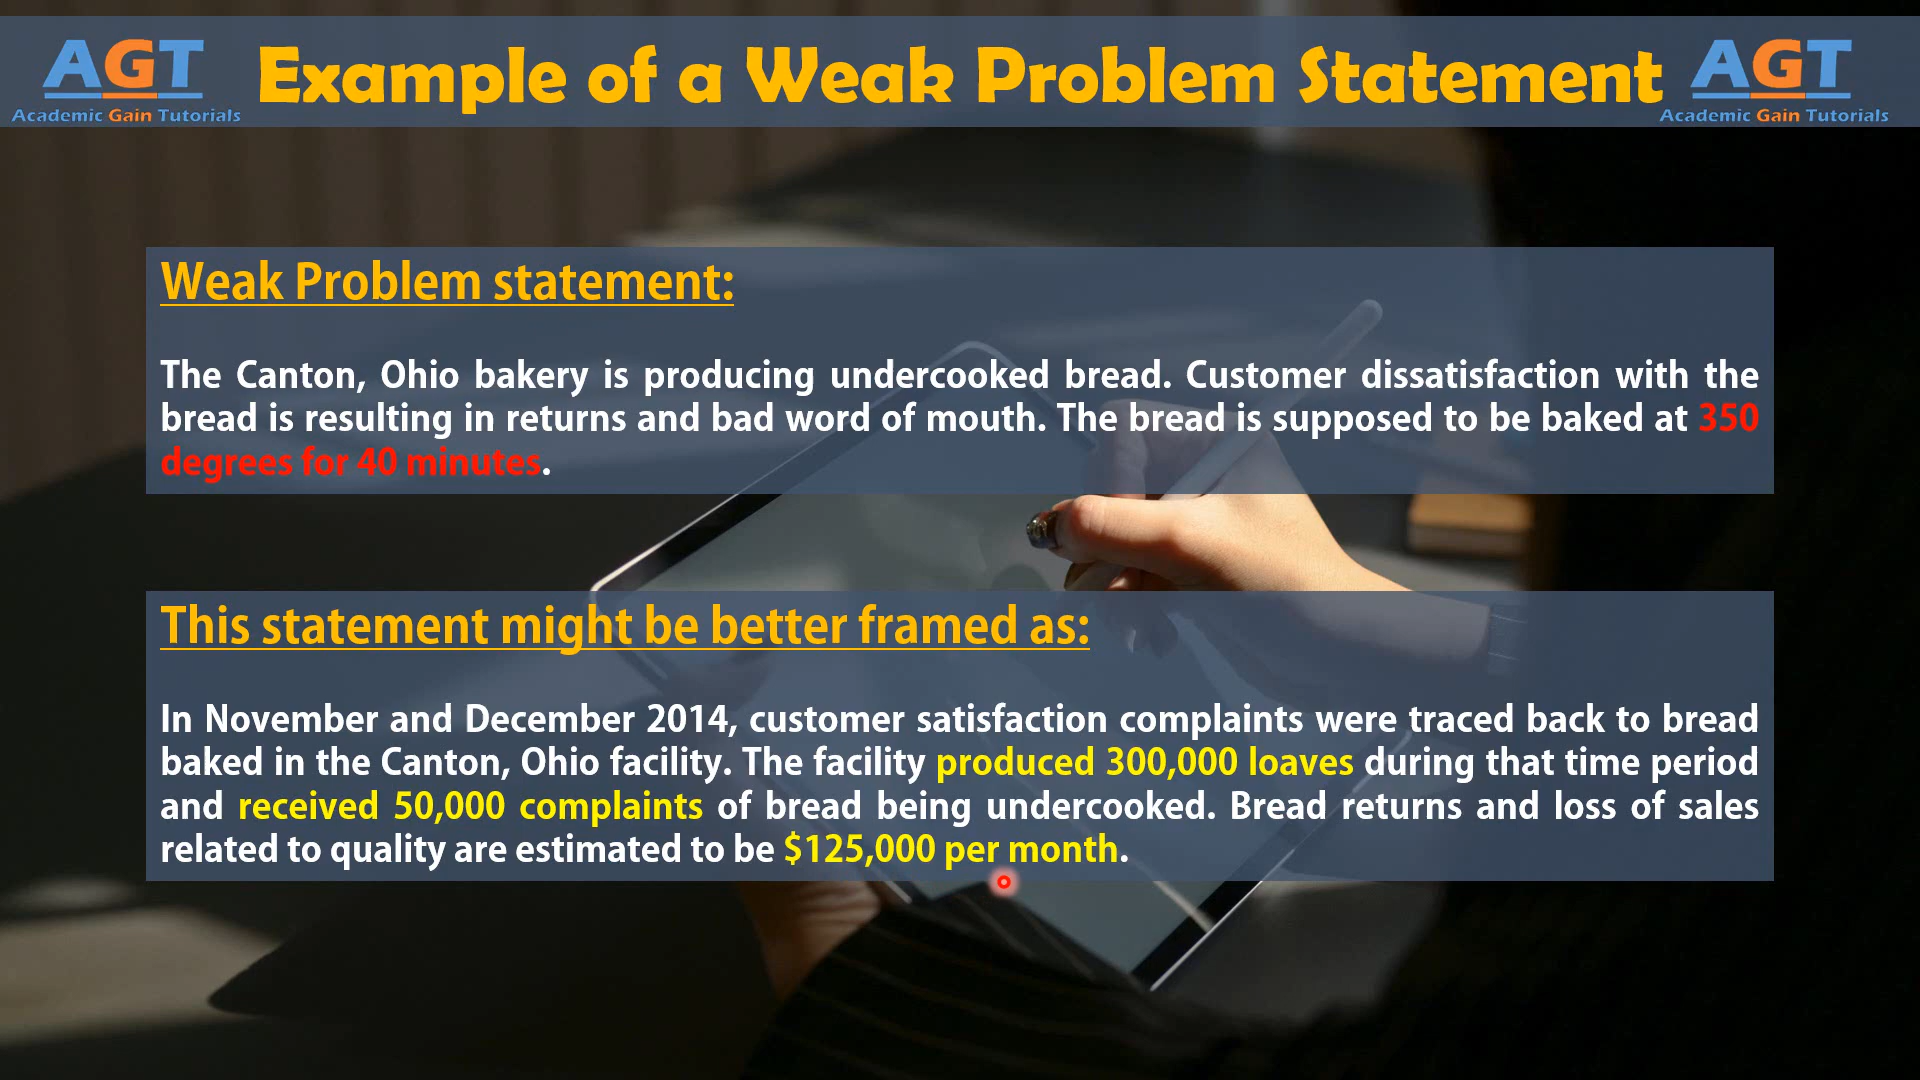 AGT
Academic Gain Tutorials
Example of a Weak Problem Statement
AGT
Academic Gain Tutorials
Weak Problem statement:
The Canton, Ohio bakery is producing undercooked bread. Customer dissatisfaction with the
bread is resulting in returns and bad word of mouth. The bread is supposed to be baked at 350
degrees for 40 minutes.
This statement might be better framed as:
In November and December 2014, customer satisfaction complaints were traced back to bread
baked in the Canton, Ohio facility. The facility produced 300,000 loaves during that time period
and received 50,000 complaints of bread being undercooked. Bread returns and loss of sales
related to quality are estimated to be $125,000 per month.